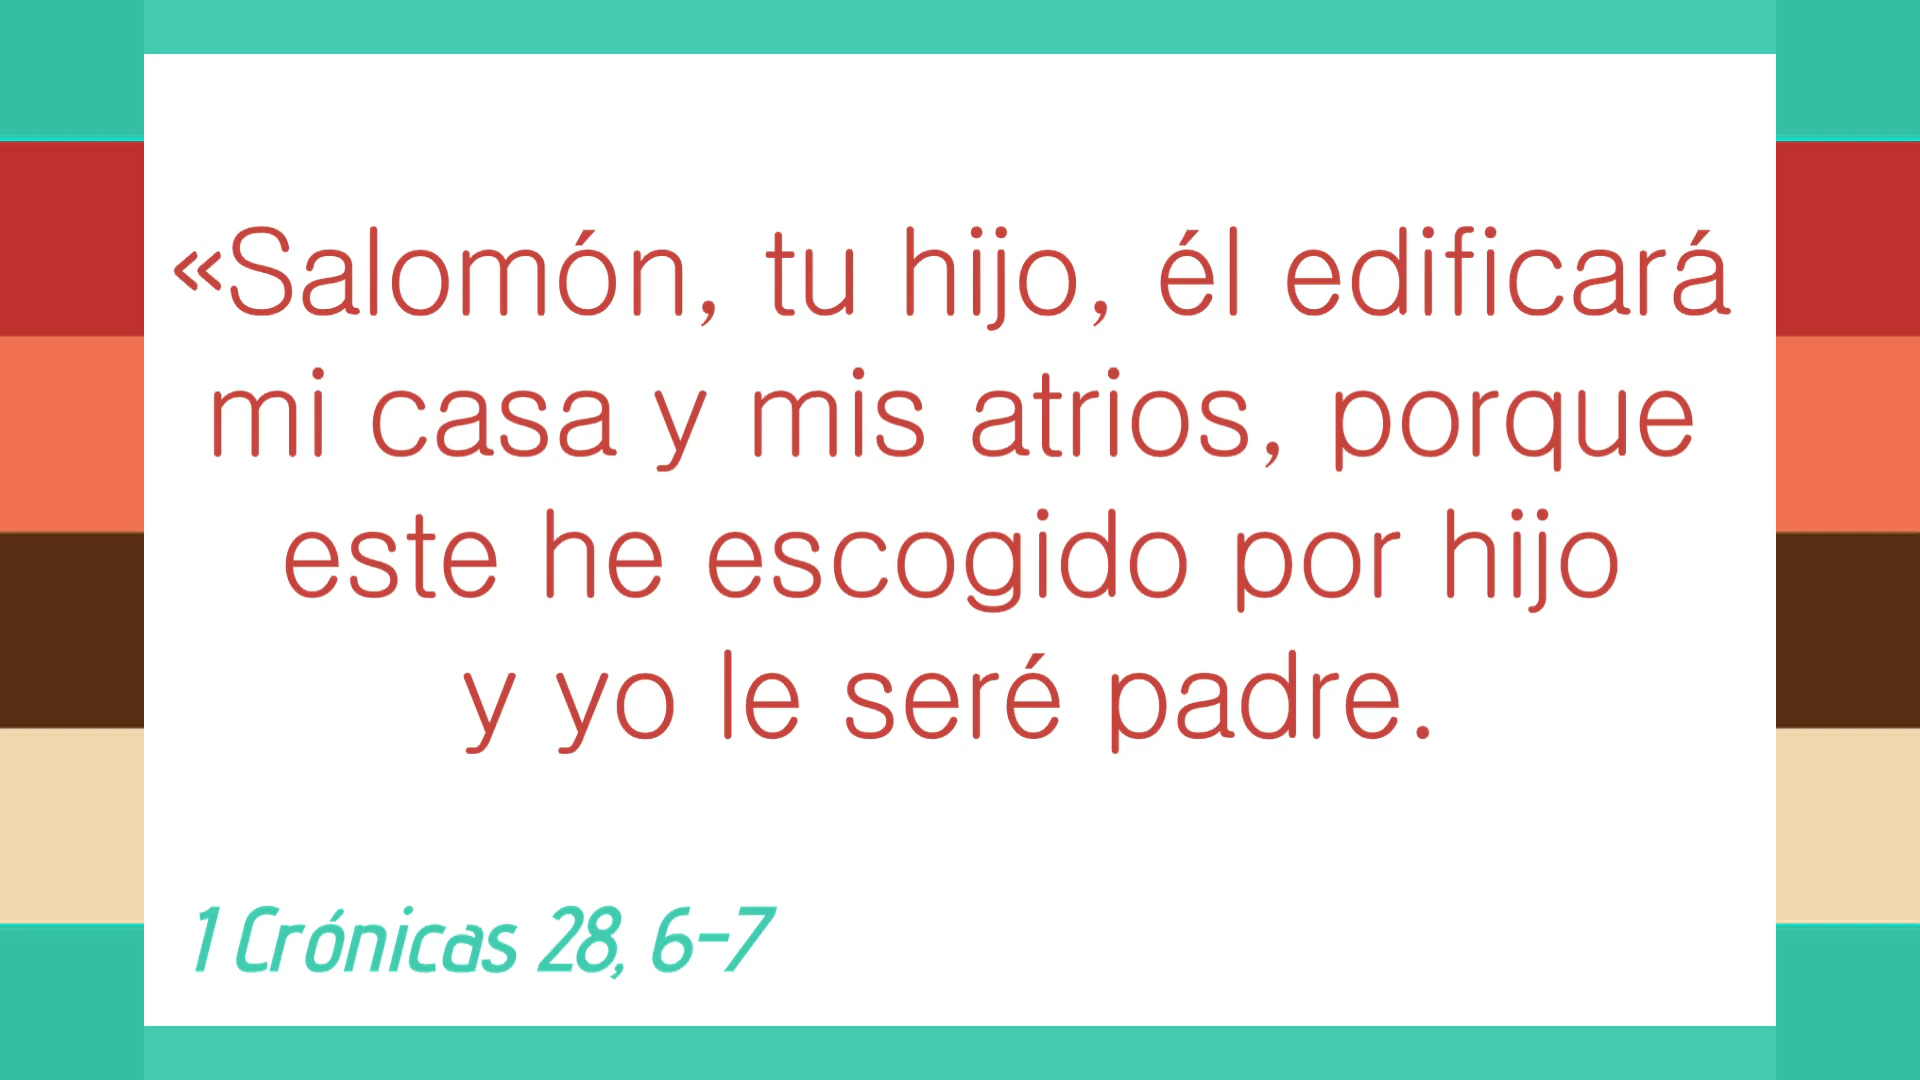 «Salomón, tu hijo, él edificará
mi casa y mis atrios, porque
este he escogido por hijo
y yo le seré padre.
1 Crónicas 28, 6-7